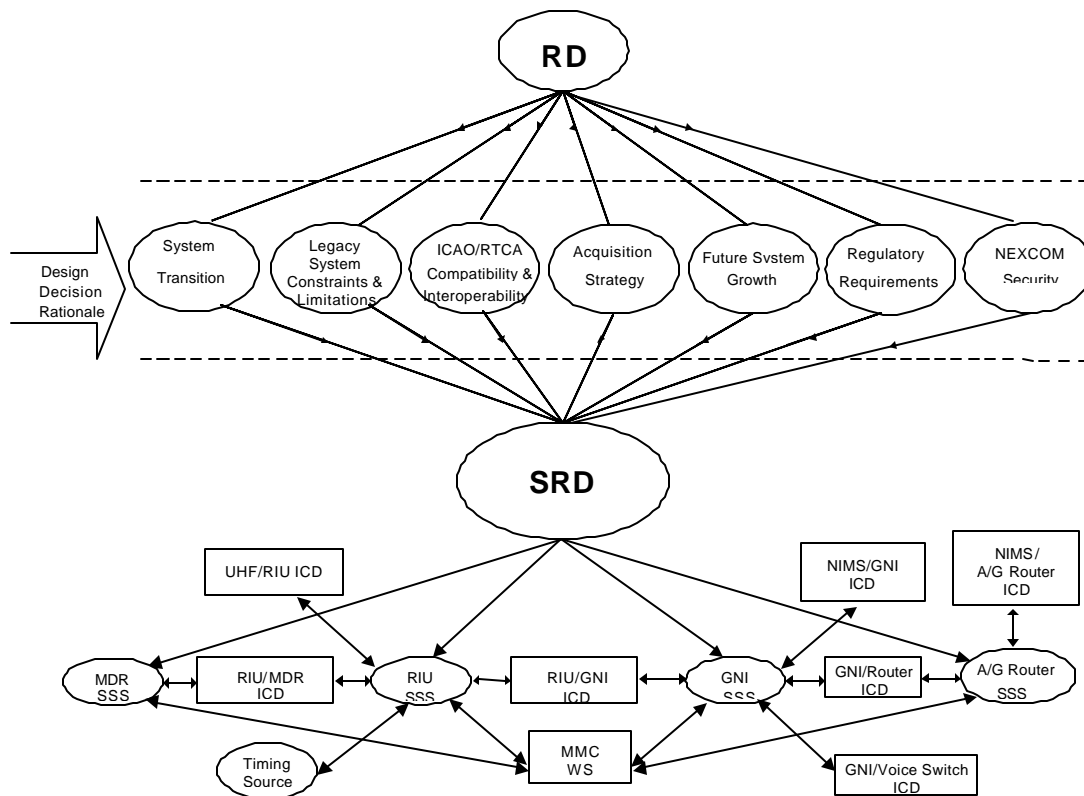 RD
System
Transition
Legacy
System
Constraints &
Limitations
ICAO/RTCA
Compatibility &
Interoperability
Acquisition
Strategy
Future System
Growth
Regulatory
Requirements
NEXCOM
Security
Design
Decision
Rationale
SRD
UHF/RIU ICD
NIMS/GNI
ICD
NIMS/
A/G Router
ICD
MDR
SSS
RIU/MDR
ICD
RIU
SSS
RIU/GNI
ICD
GNI
SSS
GNI/Router
ICD
A/G Router
SSS
Timing
Source
MMC
WS
GNI/Voice Switch
ICD